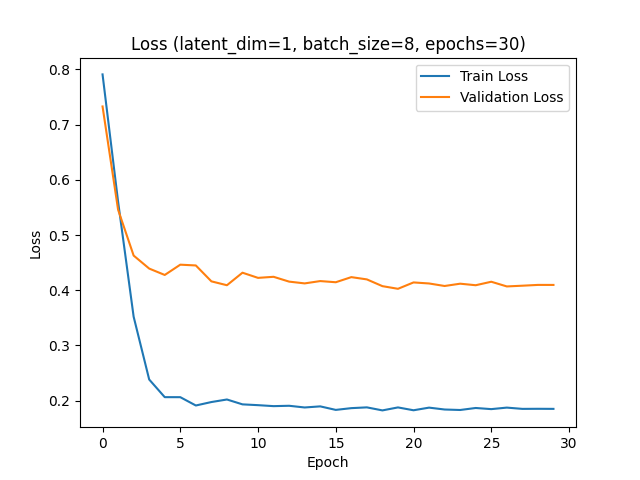 Loss (latent_dim=1, batch_size=8, epochs=30)
Train Loss
Validation Loss
0.8
0.7
0.6
0.5
0.4
0.3
0.2
Loss
0 5 10 15 20 25 30
Epoch